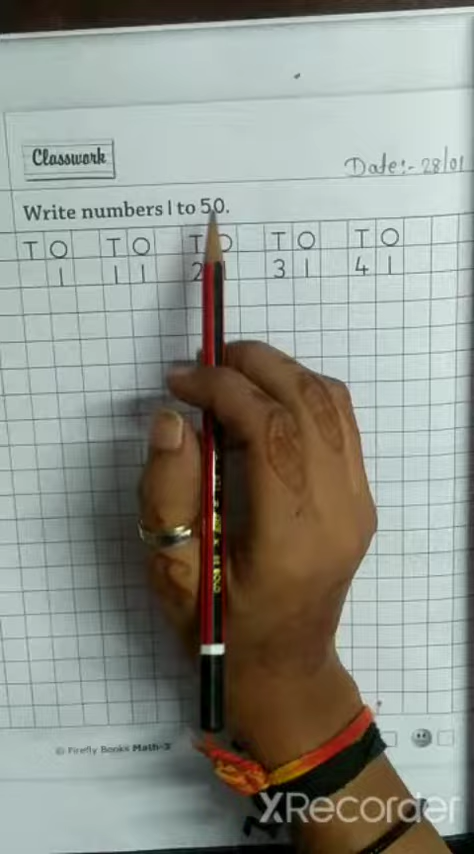 Classwork
Date:- 28/01
Write numbers 1 to 50.
T O T O T O T O T O
1 1 1 2 1 3 1 4 1
© Firefly Books Math-3
XRecorder